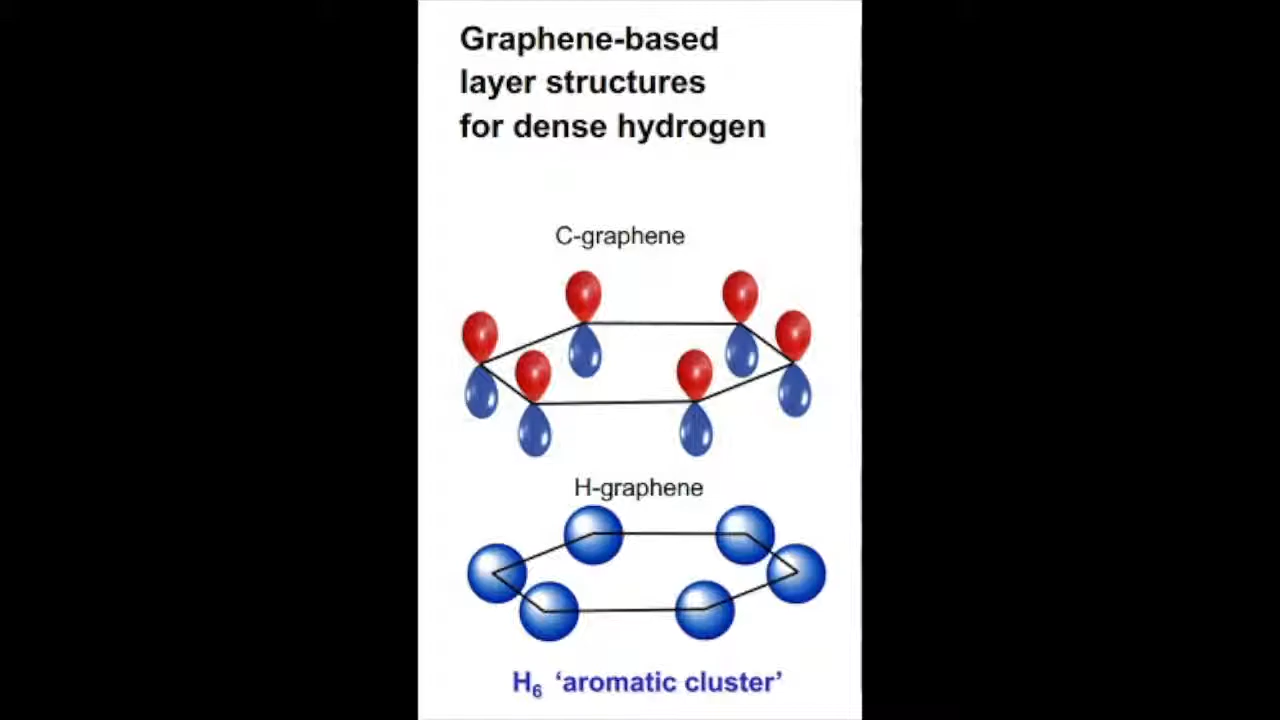 Graphene-based
layer structures
for dense hydrogen
C-graphene
H-graphene
H₆ ‘aromatic cluster’